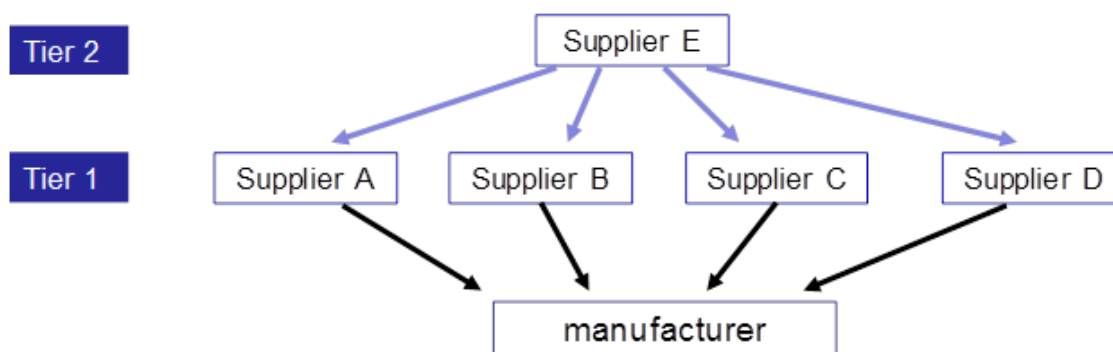 Tier 2
Supplier E
Tier 1
Supplier A
Supplier B
Supplier C
Supplier D
manufacturer